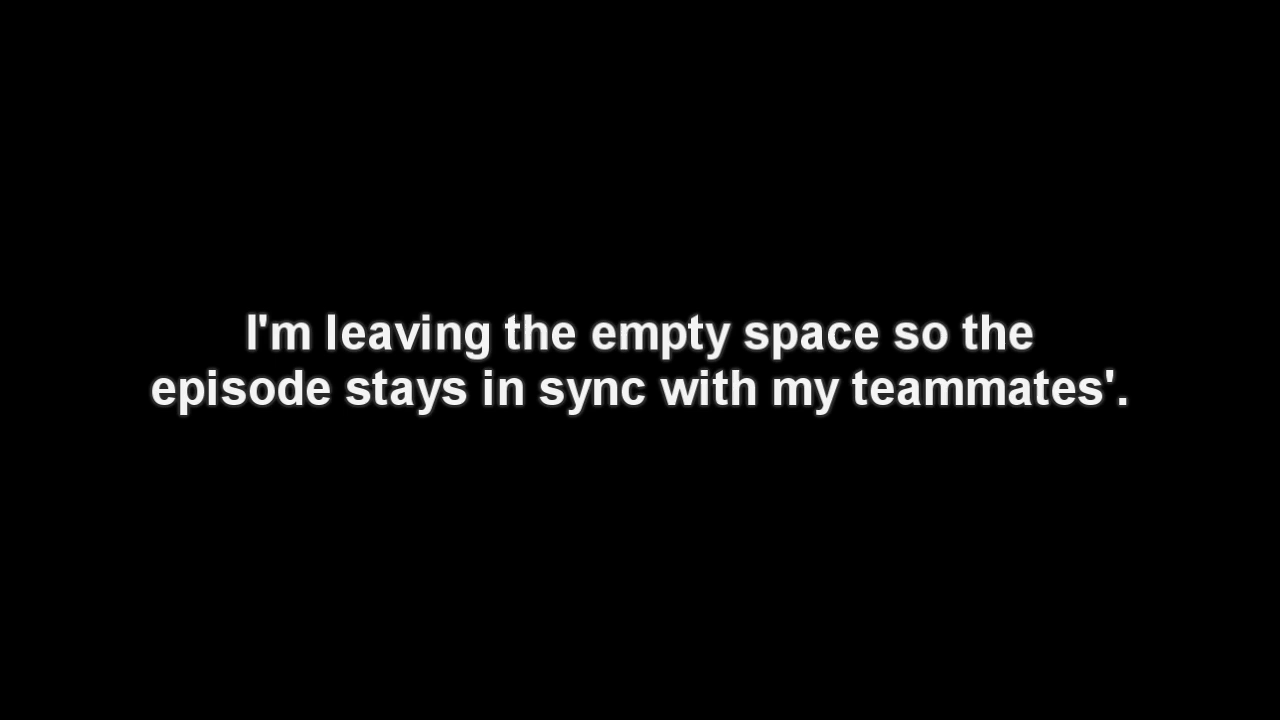 I'm leaving the empty space so the
episode stays in sync with my teammates'.